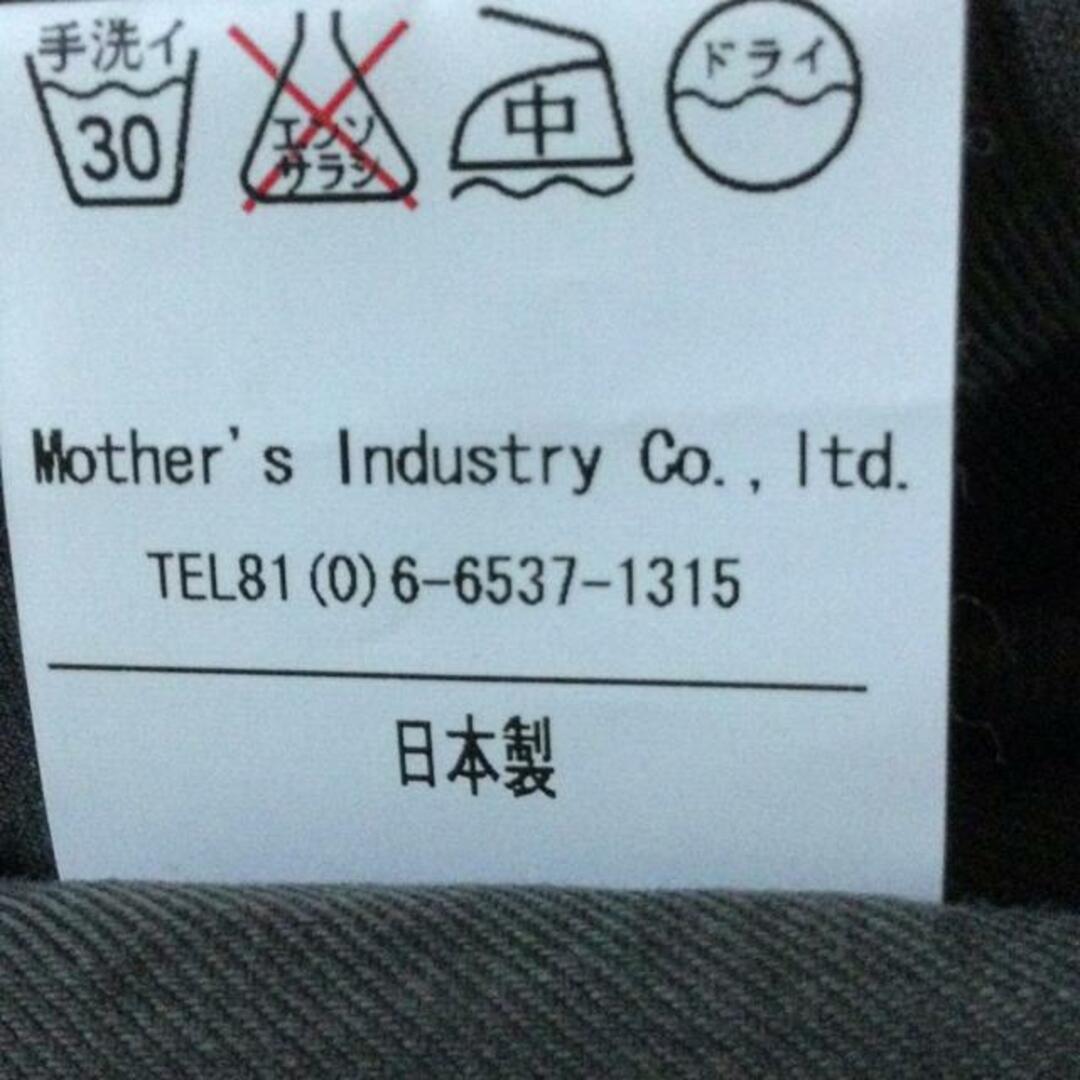 手洗イ
30
エンソ
サラシ
中
ドライ
Mother's Industry Co., ltd.
TEL81(0)6-6537-1315
日本製